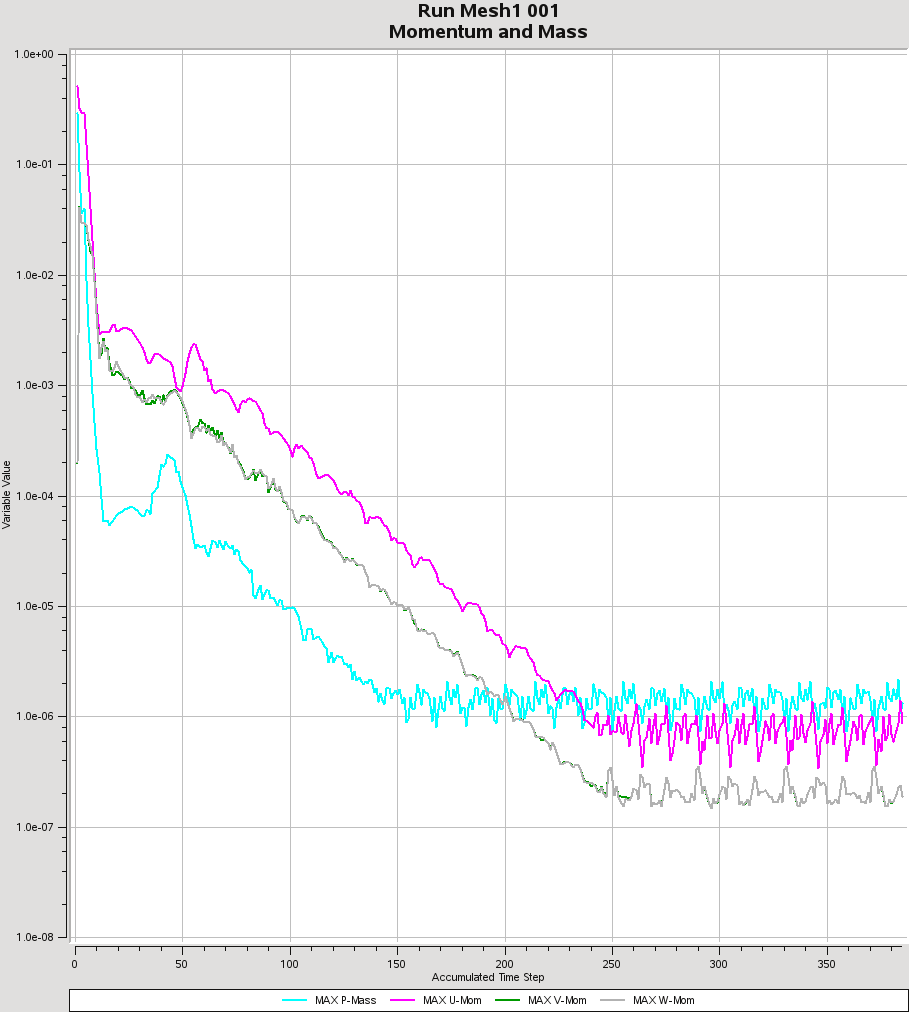 Run Mesh1 001
Momentum and Mass
1.0e+00
1.0e-01
1.0e-02
1.0e-03
1.0e-04
1.0e-05
1.0e-06
1.0e-07
1.0e-08
Variable Value
0 50 100 150 200 250 300 350
Accumulated Time Step
MAX P-Mass MAX U-Mom MAX V-Mom MAX W-Mom